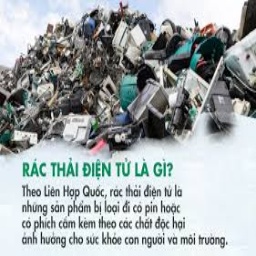 RÁC THẢI ĐIỆN TỬ LÀ GÌ?
Theo Liên Hợp Quốc, rác thải điện tử là
những sản phẩm bị loại đi có pin hoặc
có phích cắm kèm theo các chất độc hại
ảnh hưởng cho sức khỏe con người và môi trường.